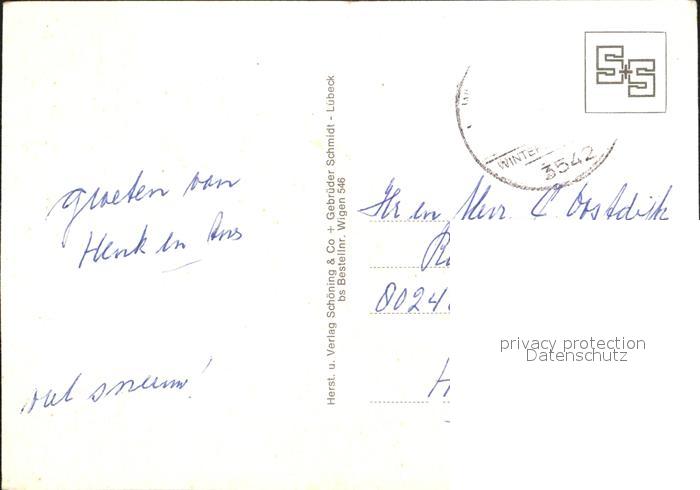 groeten van
Henk en Ans
veel sneeuw!
Herst. u. Verlag Schöning & Co + Gebrüder Schmidt - Lübeck
bs Bestellnr. Wigen 546
S+S
WINTER
3542
Hr en Mevr. C Oostdijk
8024
H
privacy protection
Datenschutz